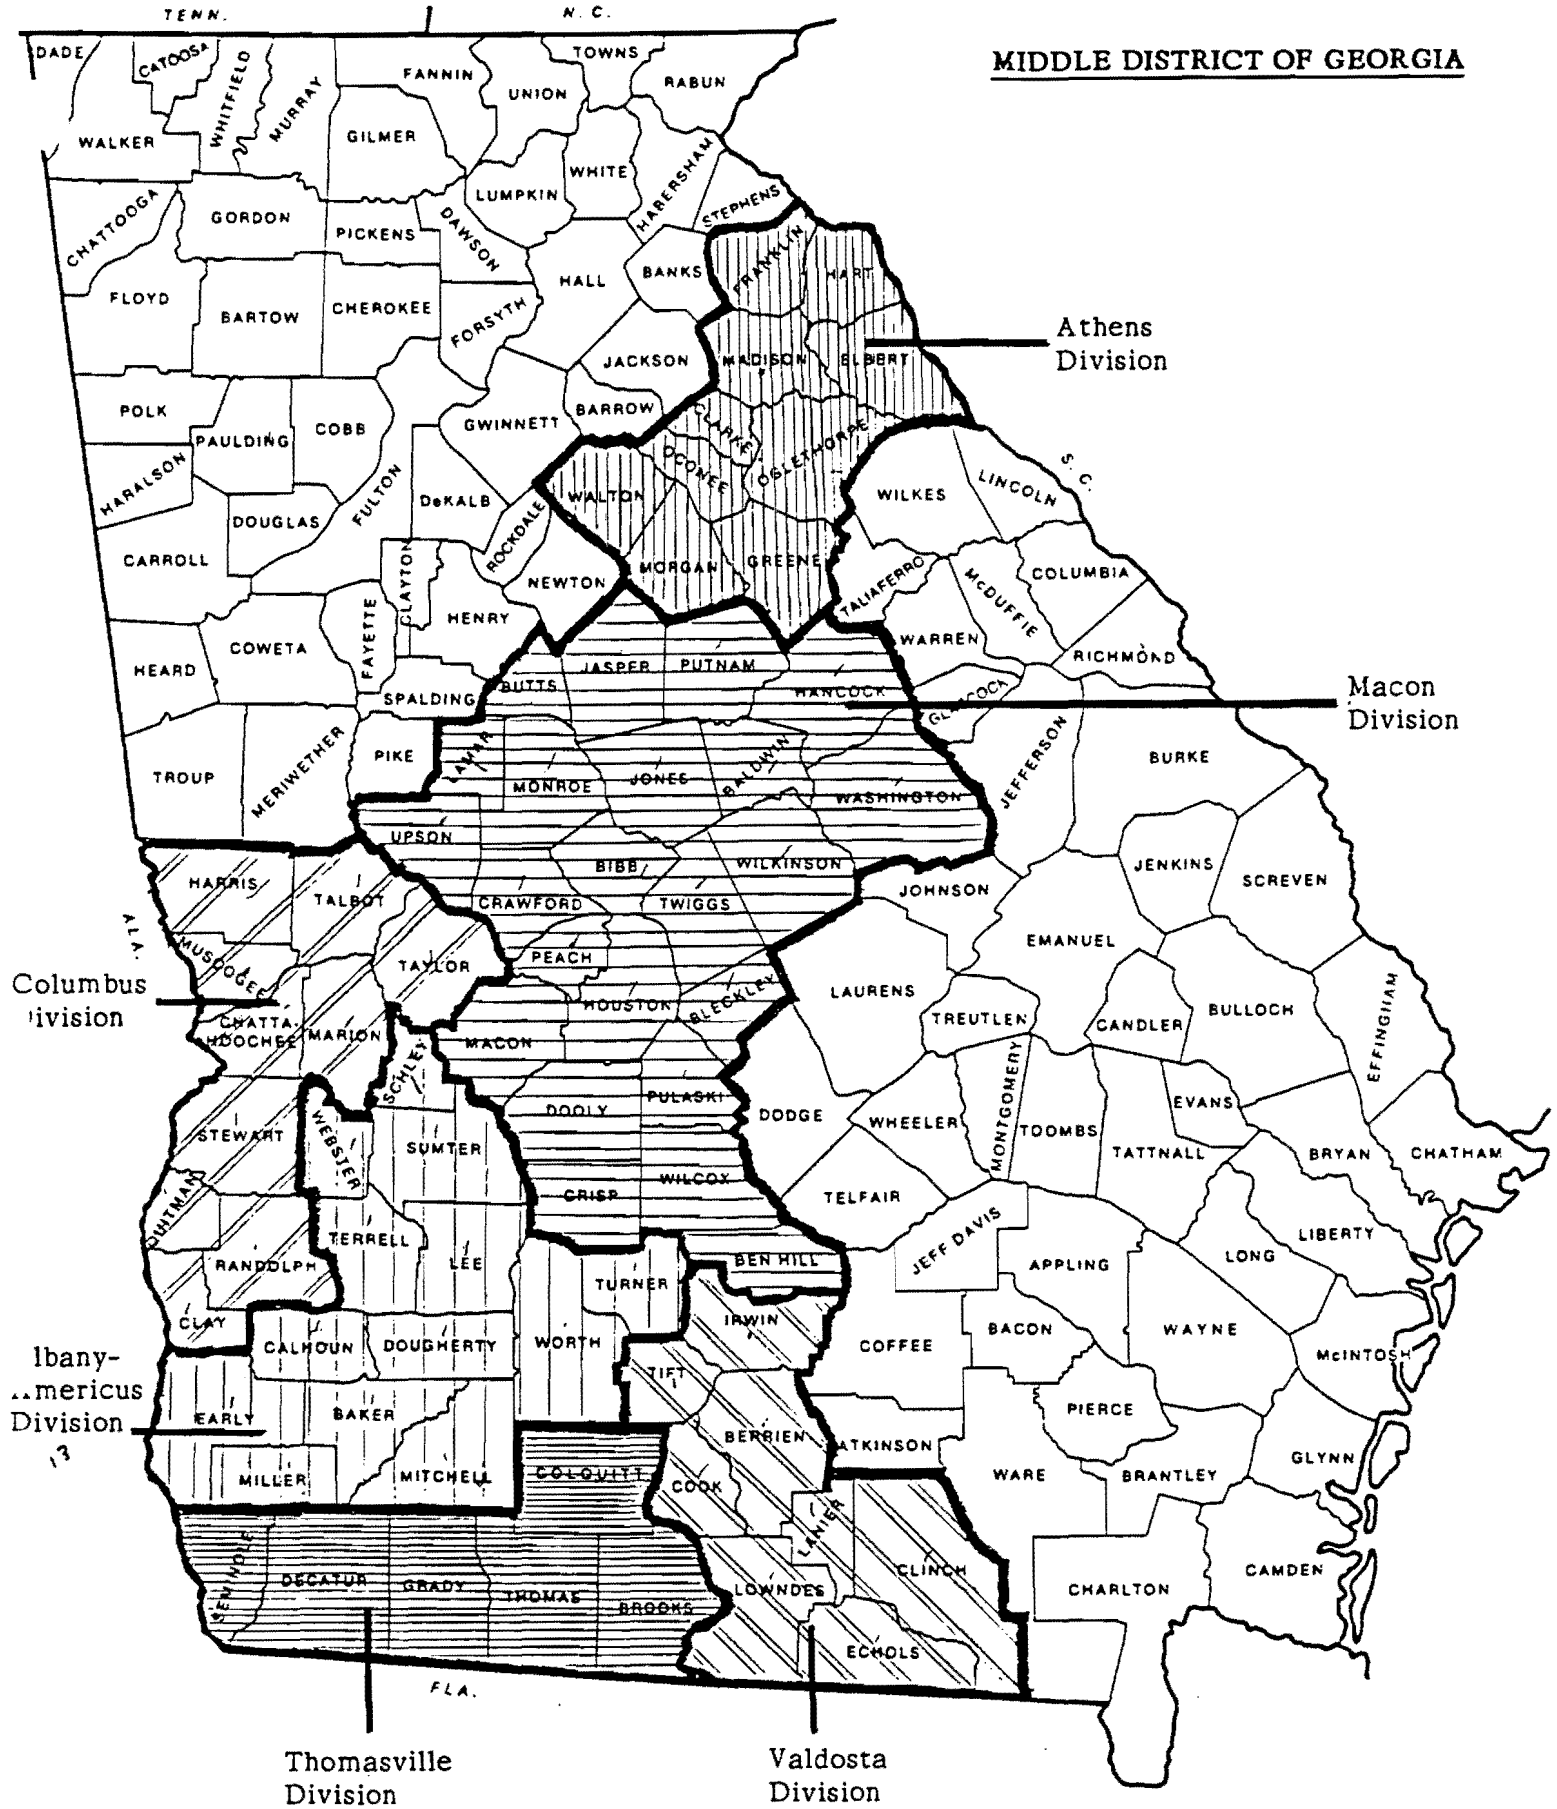 TENN.
N. C.
MIDDLE DISTRICT OF GEORGIA
DADE
CATOOSA
WHITFIELD
MURRAY
FANNIN
UNION
TOWNS
RABUN
WALKER
GILMER
LUMPKIN
WHITE
HABERSHAM
STEPHENS
CHATTOOGA
GORDON
PICKENS
DAWSON
HALL
BANKS
FRANKLIN
HART
FLOYD
BARTOW
CHEROKEE
FORSYTH
JACKSON
MADISON
ELBERT
Athens
Division
POLK
PAULDING
COBB
GWINNETT
BARROW
CLARKE
OCONEE
OGLETHORPE
HARALSON
DOUGLAS
FULTON
DeKALB
ROCKDALE
WALTON
WILKES
LINCOLN
S. C.
CARROLL
CLAYTON
HENRY
NEWTON
MORGAN
GREENE
TALIAFERRO
McDUFFIE
COLUMBIA
HEARD
COWETA
FAYETTE
SPALDING
BUTTS
JASPER
PUTNAM
HANCOCK
WARREN
RICHMOND
GLASCOCK
Macon
Division
TROUP
MERIWETHER
PIKE
LAMAR
MONROE
JONES
BALDWIN
WASHINGTON
JEFFERSON
BURKE
UPSON
BIBB
WILKINSON
JOHNSON
JENKINS
SCREVEN
HARRIS
TALBOT
CRAWFORD
TWIGGS
ALA.
MUSCOGEE
TAYLOR
PEACH
HOUSTON
BLECKLEY
LAURENS
EMANUEL
Columbus
ivision
CHATTA
HOOCHEE
MARION
SCHLEY
MACON
TREUTLEN
CANDLER
BULLOCH
EFFINGHAM
STEWART
WEBSTER
SUMTER
DOOLY
PULASKI
DODGE
WHEELER
MONTGOMERY
TOOMBS
TATTNALL
EVANS
BRYAN
CHATHAM
QUITMAN
RANDOLPH
TERRELL
LEE
CRISP
WILCOX
TELFAIR
JEFF DAVIS
APPLING
LONG
LIBERTY
CLAY
CALHOUN
DOUGHERTY
WORTH
TURNER
BEN HILL
IRWIN
COFFEE
BACON
WAYNE
McINTOSH
lbany-
mericus
Division
13
EARLY
BAKER
TIFT
BERRIEN
ATKINSON
PIERCE
MILLER
MITCHELL
COLQUITT
COOK
LANIER
WARE
BRANTLEY
GLYNN
SEMINOLE
DECATUR
GRADY
THOMAS
BROOKS
LOWNDES
CLINCH
ECHOLS
CHARLTON
CAMDEN
FLA.
Thomasville
Division
Valdosta
Division